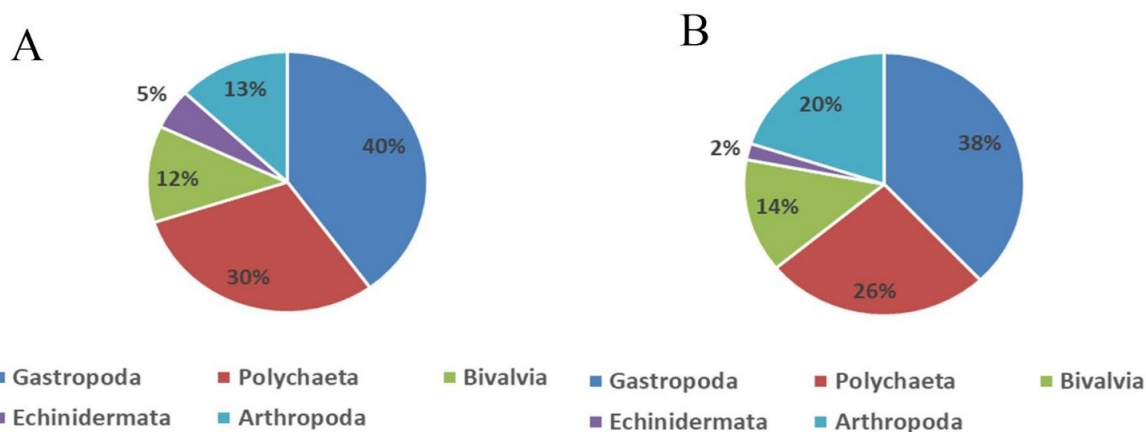 A
B
5%
13%
40%
12%
30%
20%
38%
2%
14%
26%
Gastropoda Polychaeta Bivalvia
Echinidermata Arthropoda
Gastropoda Polychaeta Bivalvia
Echinidermata Arthropoda